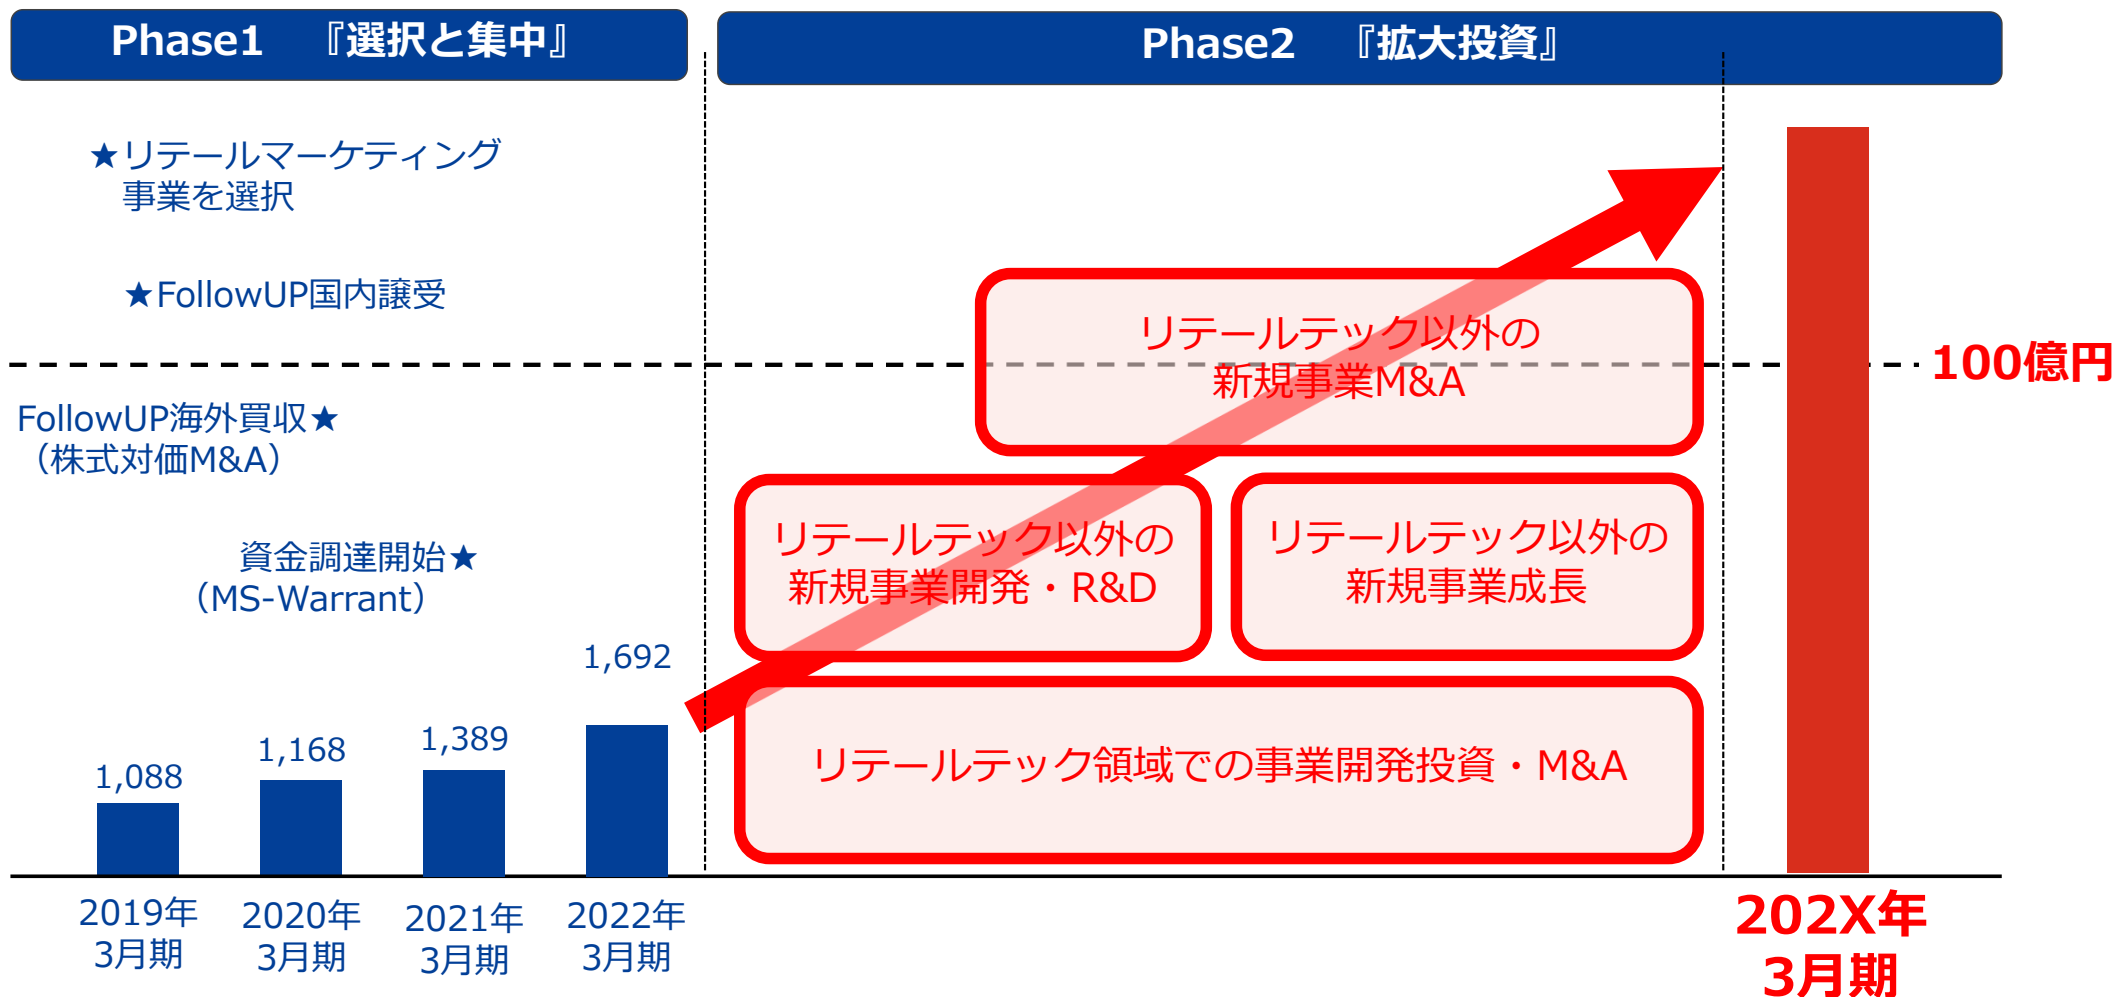 Phase1 『選択と集中』
Phase2 『拡大投資』
★リテールマーケティング
事業を選択
★FollowUP国内譲受
リテールテック以外の
新規事業M&A
100億円
FollowUP海外買収★
（株式対価M&A）
資金調達開始★
（MS-Warrant）
リテールテック以外の
新規事業開発・R&D
リテールテック以外の
新規事業成長
リテールテック領域での事業開発投資・M&A
1,088
1,168
1,389
1,692
2019年
3月期
2020年
3月期
2021年
3月期
2022年
3月期
202X年
3月期